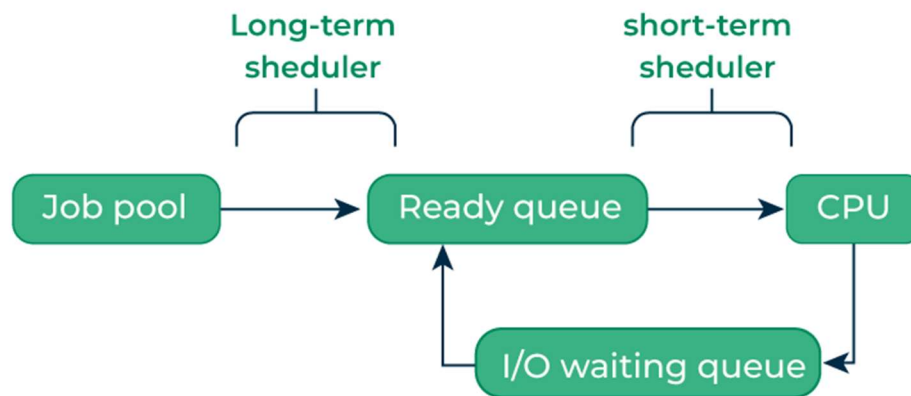 Long-term
sheduler
short-term
sheduler
Job pool
Ready queue
CPU
I/O waiting queue